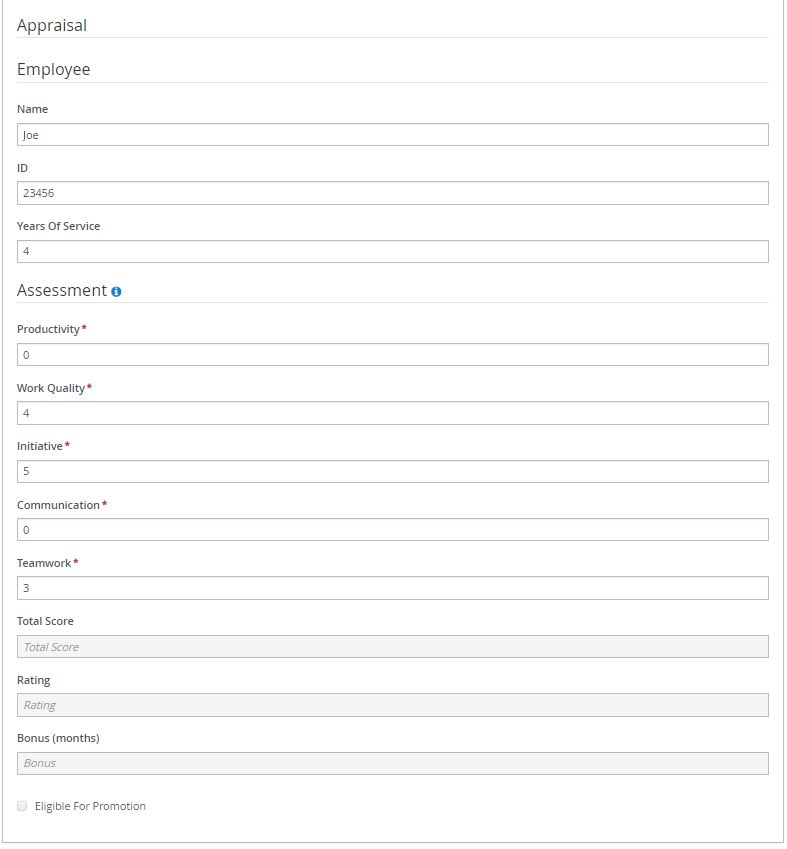 Appraisal
Employee
Name
Joe
ID
23456
Years Of Service
4
Assessment
Productivity*
0
Work Quality*
4
Initiative*
5
Communication*
0
Teamwork*
3
Total Score
Total Score
Rating
Rating
Bonus (months)
Bonus
Eligible For Promotion